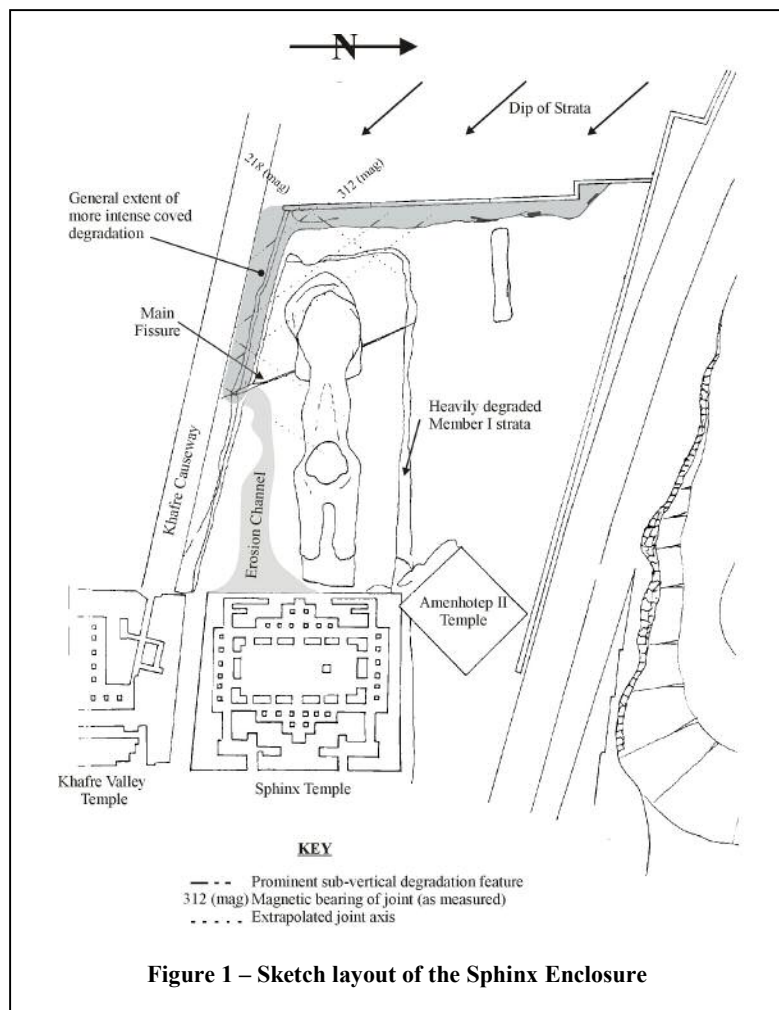 N
Dip of Strata
218 (mag)
312 (mag)
General extent of
more intense coved
degradation
Main
Fissure
Heavily degraded
Member I strata
Khafre Causeway
Erosion Channel
Amenhotep II
Temple
Khafre Valley
Temple
Sphinx Temple
KEY
Prominent sub-vertical degradation feature
312 (mag) Magnetic bearing of joint (as measured)
Extrapolated joint axis
Figure 1 – Sketch layout of the Sphinx Enclosure